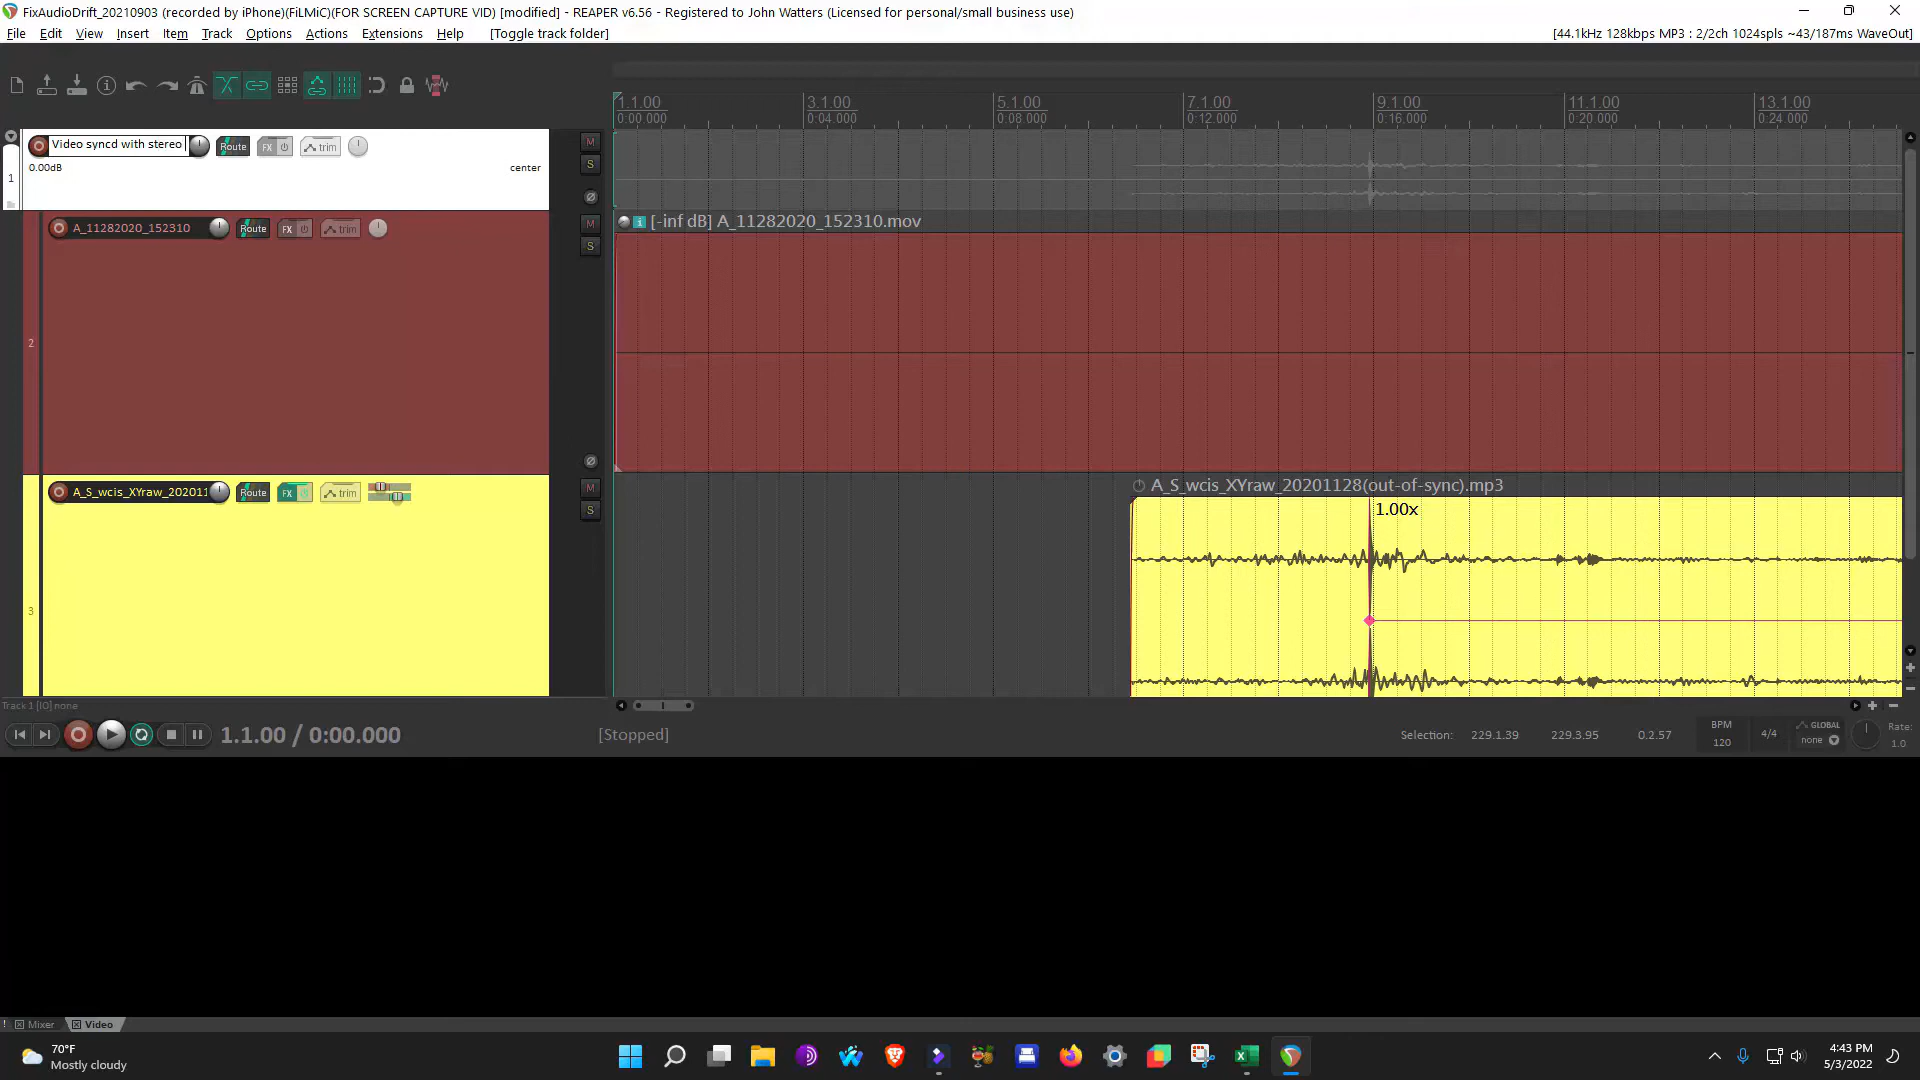 FixAudioDrift_20210903 (recorded by iPhone)(FiLMiC)(FOR SCREEN CAPTURE VID) [modified] - REAPER v6.56 - Registered to John Watters (Licensed for personal/small business use)
File Edit View Insert Item Track Options Actions Extensions Help [Toggle track folder] [44.1kHz 128kbps MP3 : 2/2ch 1024spls ~43/187ms WaveOut]
1.1.00 3.1.00 5.1.00 7.1.00 9.1.00 11.1.00 13.1.00
0:00.000 0:04.000 0:08.000 0:12.000 0:16.000 0:20.000 0:24.000
Video syncd with stereo Route FX trim M
0.00dB center S
1
A_11282020_152310 Route FX trim M
S
[-inf dB] A_11282020_152310.mov
2
A_S_wcis_XYraw_202011 Route FX trim M
S
A_S_wcis_XYraw_20201128(out-of-sync).mp3
1.00x
3
Track 1 [IO] none
1.1.00 / 0:00.000 [Stopped] Selection: 229.1.39 229.3.95 0.2.57
BPM
120
4/4
GLOBAL
none
Rate:
1.0
! Mixer Video
70°F
Mostly cloudy
4:43 PM
5/3/2022